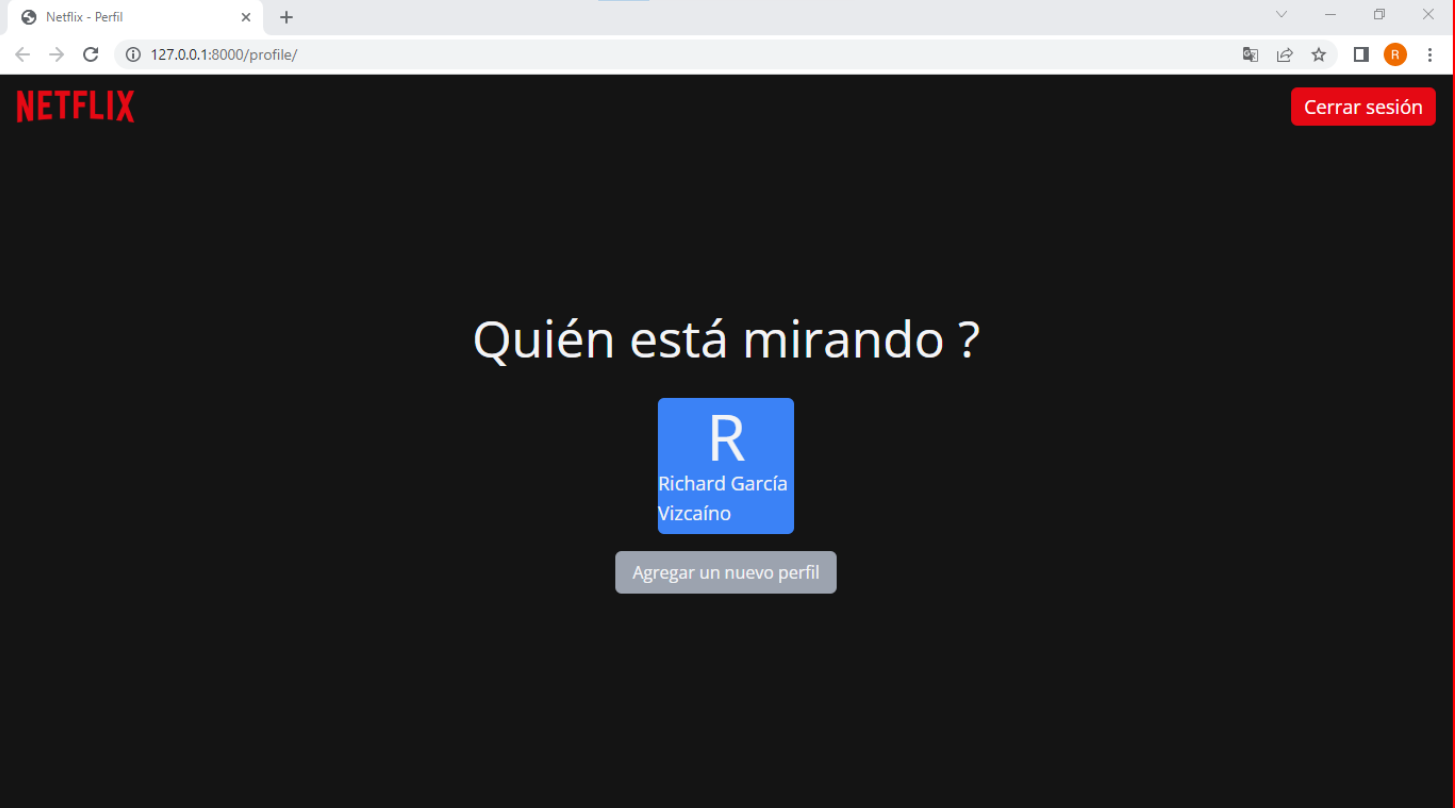 Netflix - Perfil
127.0.0.1:8000/profile/
R
NETFLIX
Cerrar sesión
Quién está mirando ?
R
Richard García
Vizcaíno
Agregar un nuevo perfil